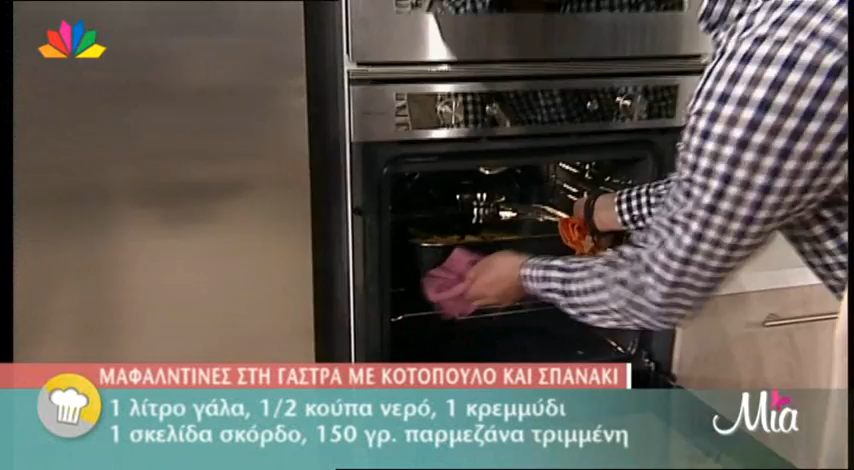 ΜΑΦΑΛΝΤΙΝΕΣ ΣΤΗ ΓΑΣΤΡΑ ΜΕ ΚΟΤΟΠΟΥΛΟ ΚΑΙ ΣΠΑΝΑΚΙ
1 λίτρο γάλα, 1/2 κούπα νερό, 1 κρεμμύδι
1 σκελίδα σκόρδο, 150 γρ. παρμεζάνα τριμμένη
Mia